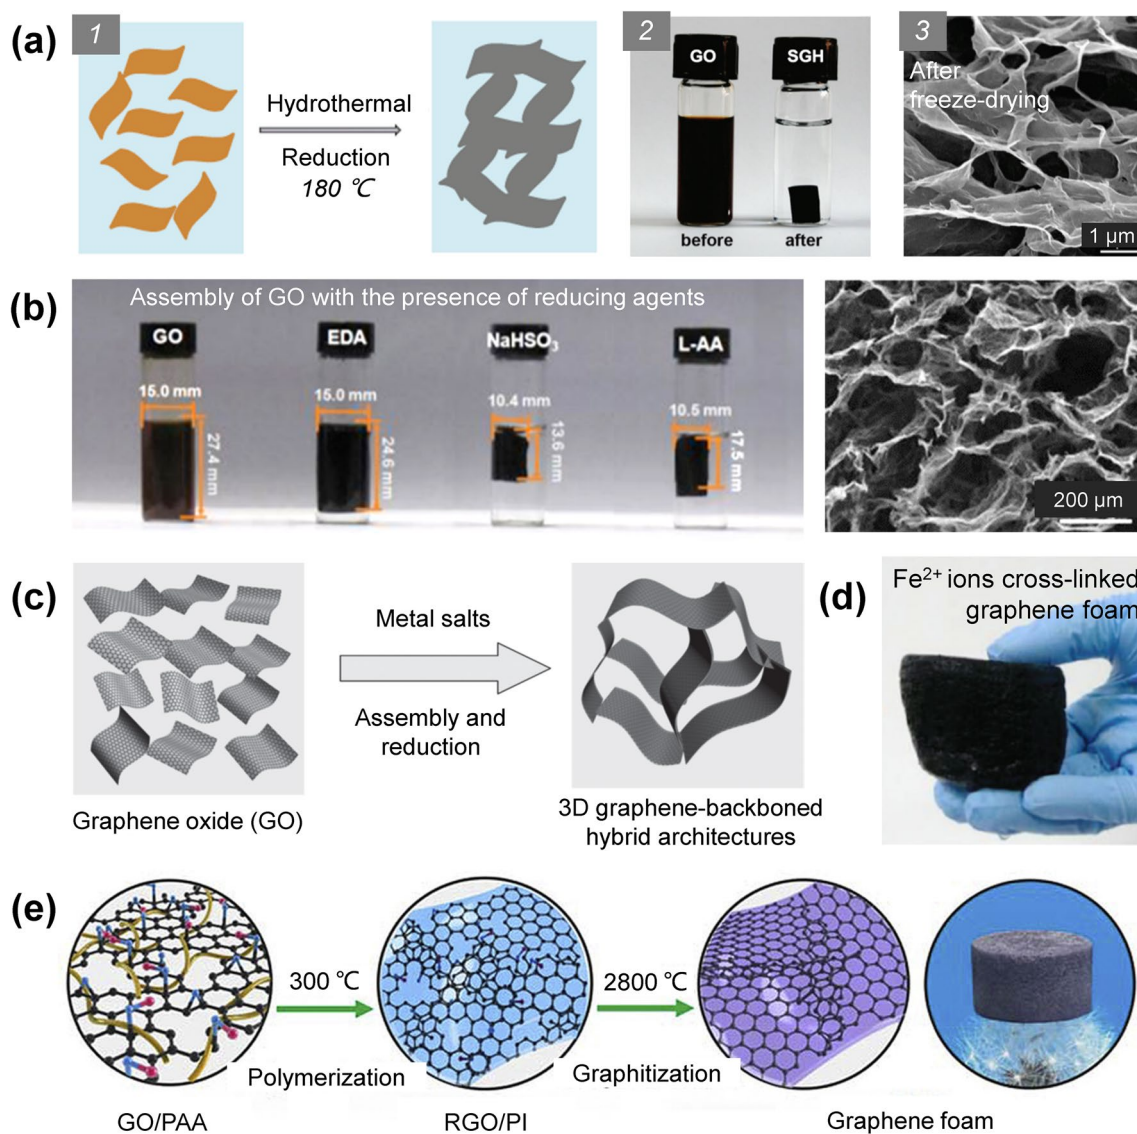 (a)
1
Hydrothermal
Reduction
180 ℃
2
GO
SGH
before
after
3
After
freeze-drying
1 µm
(b)
Assembly of GO with the presence of reducing agents
GO
EDA
NaHSO₃
L-AA
15.0 mm
27.4 mm
15.0 mm
24.6 mm
10.4 mm
13.6 mm
10.5 mm
17.5 mm
200 µm
(c)
Metal salts
Assembly and
reduction
Graphene oxide (GO)
3D graphene-backboned
hybrid architectures
(d)
Fe²⁺ ions cross-linked
graphene foam
(e)
300 ℃
Polymerization
2800 ℃
Graphitization
GO/PAA
RGO/PI
Graphene foam